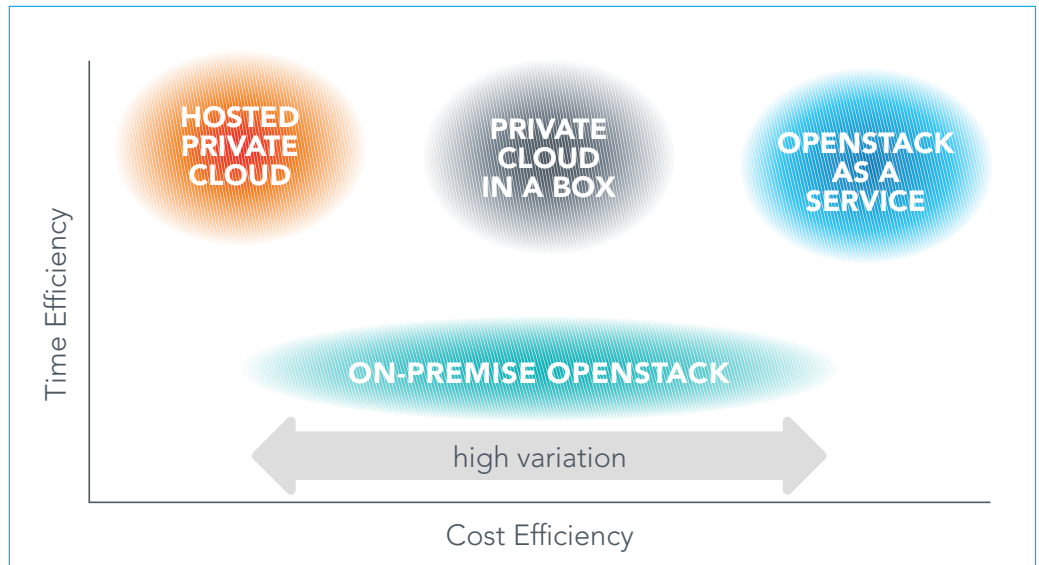 HOSTED
PRIVATE
CLOUD
PRIVATE
CLOUD
IN A BOX
OPENSTACK
AS A
SERVICE
Time Efficiency
ON-PREMISE OPENSTACK
high variation
Cost Efficiency